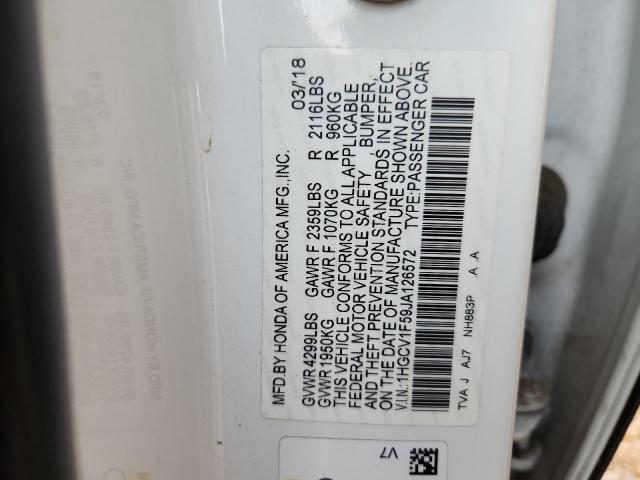 MFD.BY HONDA OF AMERICA MFG.,INC. 03/'18
GVWR 4299LBS GAWR F 2359LBS R 2116LBS
GVWR 1950KG GAWR F 1070KG R 960KG
THIS VEHICLE CONFORMS TO ALL APPLICABLE
FEDERAL MOTOR VEHICLE SAFETY BUMPER,
AND THEFT PREVENTION STANDARDS IN EFFECT
ON THE DATE OF MANUFACTURE SHOWN ABOVE.
V.I.N.:1HGCV1F59JA126572 TYPE:PASSENGER CAR
TVA J AJ7 NH883P A .A
V7